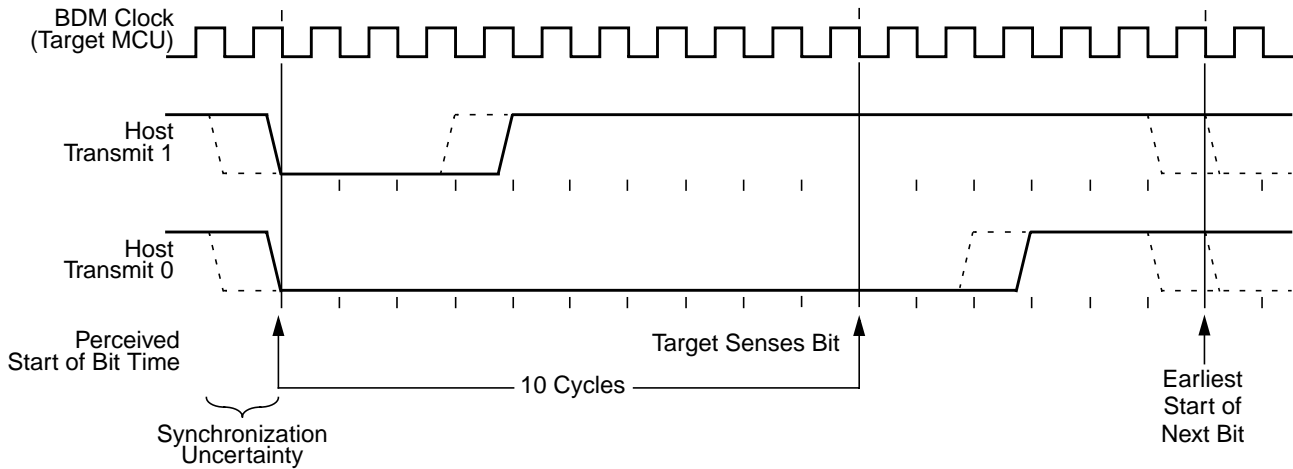 BDM Clock
(Target MCU)
Host
Transmit 1
Host
Transmit 0
Perceived
Start of Bit Time
Target Senses Bit
10 Cycles
Earliest
Start of
Next Bit
Synchronization
Uncertainty